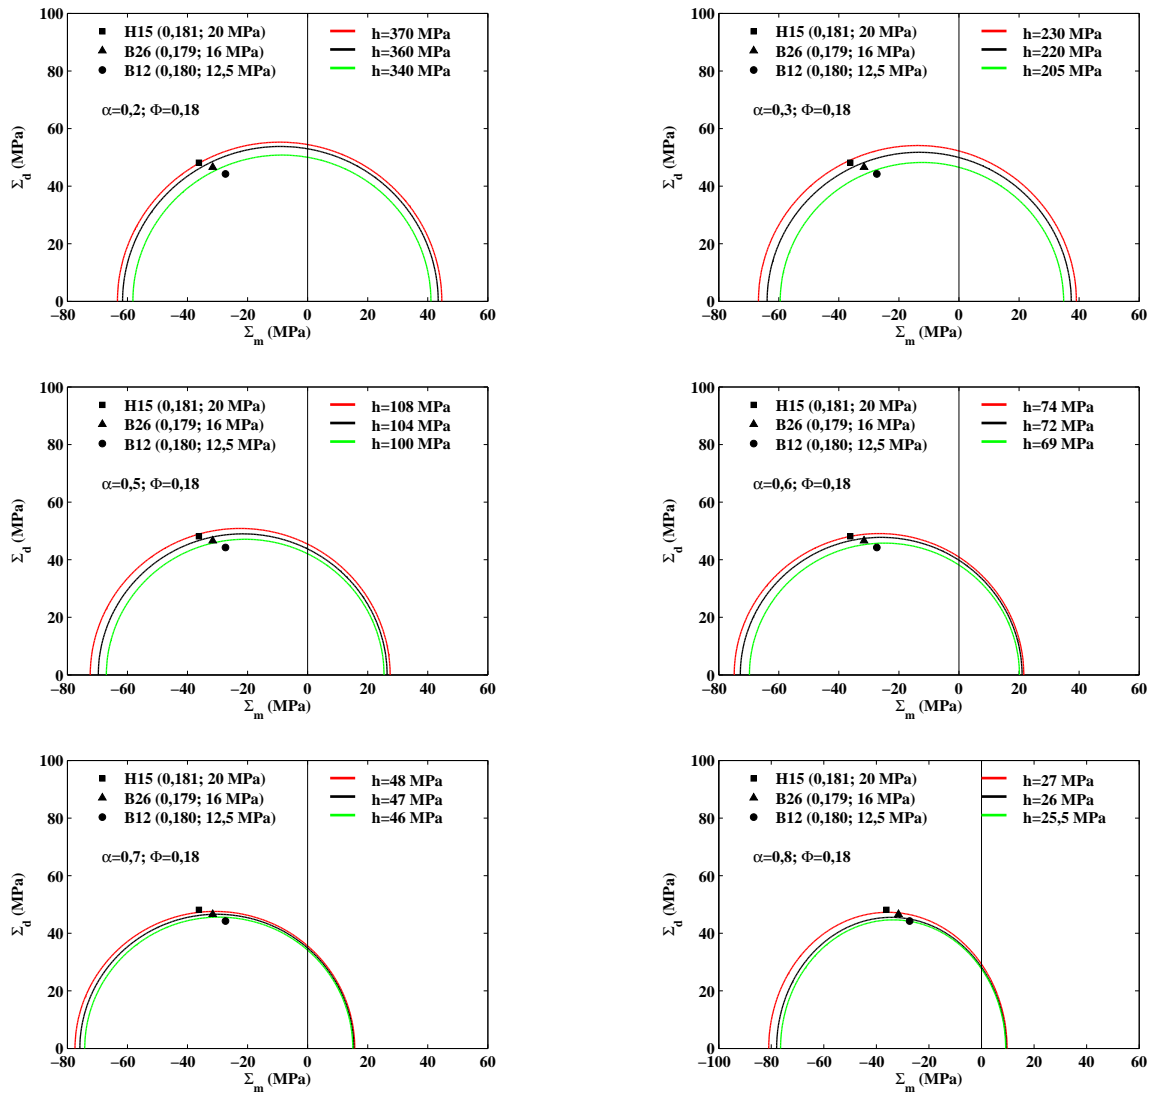 100
80
60
40
20
0
Σd (MPa)
H15 (0,181; 20 MPa)
B26 (0,179; 16 MPa)
B12 (0,180; 12,5 MPa)
h=370 MPa
h=360 MPa
h=340 MPa
α=0,2; Φ=0,18
−80 −60 −40 −20 0 20 40 60
Σm (MPa)
100
80
60
40
20
0
Σd (MPa)
H15 (0,181; 20 MPa)
B26 (0,179; 16 MPa)
B12 (0,180; 12,5 MPa)
h=230 MPa
h=220 MPa
h=205 MPa
α=0,3; Φ=0,18
−80 −60 −40 −20 0 20 40 60
Σm (MPa)
100
80
60
40
20
0
Σd (MPa)
H15 (0,181; 20 MPa)
B26 (0,179; 16 MPa)
B12 (0,180; 12,5 MPa)
h=108 MPa
h=104 MPa
h=100 MPa
α=0,5; Φ=0,18
−80 −60 −40 −20 0 20 40 60
Σm (MPa)
100
80
60
40
20
0
Σd (MPa)
H15 (0,181; 20 MPa)
B26 (0,179; 16 MPa)
B12 (0,180; 12,5 MPa)
h=74 MPa
h=72 MPa
h=69 MPa
α=0,6; Φ=0,18
−80 −60 −40 −20 0 20 40 60
Σm (MPa)
100
80
60
40
20
0
Σd (MPa)
H15 (0,181; 20 MPa)
B26 (0,179; 16 MPa)
B12 (0,180; 12,5 MPa)
h=48 MPa
h=47 MPa
h=46 MPa
α=0,7; Φ=0,18
−80 −60 −40 −20 0 20 40 60
Σm (MPa)
100
80
60
40
20
0
Σd (MPa)
H15 (0,181; 20 MPa)
B26 (0,179; 16 MPa)
B12 (0,180; 12,5 MPa)
h=27 MPa
h=26 MPa
h=25,5 MPa
α=0,8; Φ=0,18
−100 −80 −60 −40 −20 0 20 40 60
Σm (MPa)